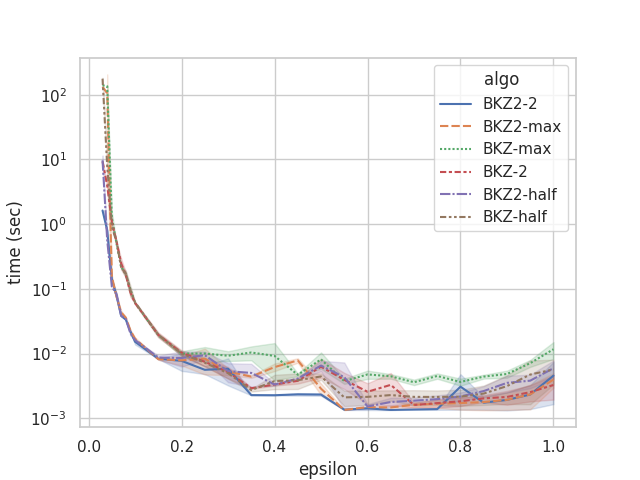 algo
BKZ2-2
BKZ2-max
BKZ-max
BKZ-2
BKZ2-half
BKZ-half
time (sec)
10²
10¹
10⁰
10⁻¹
10⁻²
10⁻³
0.0 0.2 0.4 0.6 0.8 1.0
epsilon